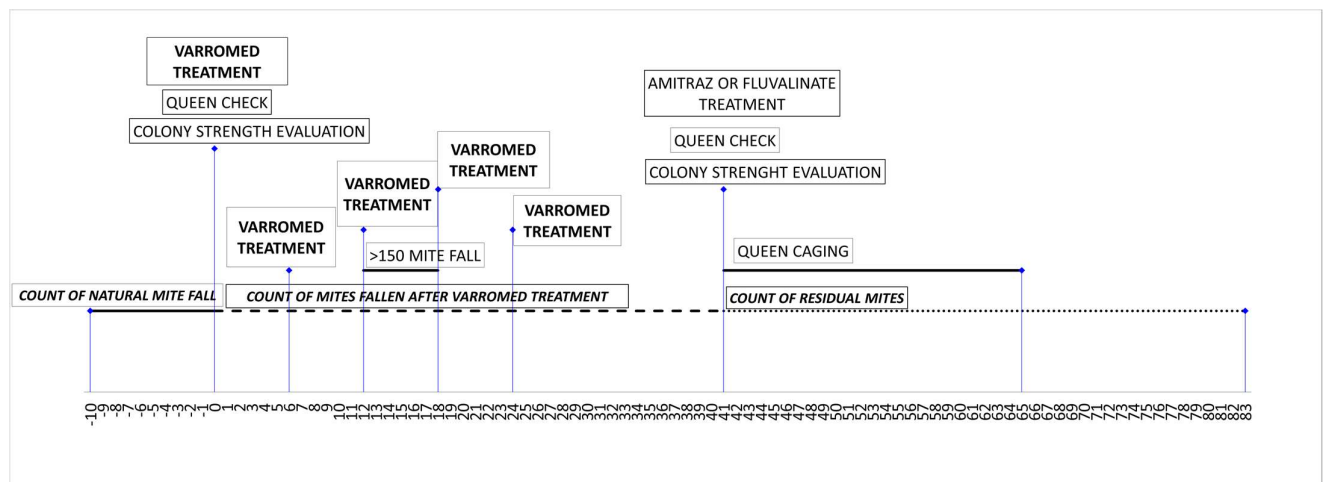 VARROMED
TREATMENT
QUEEN CHECK
COLONY STRENGTH EVALUATION
VARROMED
TREATMENT
VARROMED
TREATMENT
VARROMED
TREATMENT
VARROMED
TREATMENT
>150 MITE FALL
AMITRAZ OR FLUVALINATE
TREATMENT
QUEEN CHECK
COLONY STRENGHT EVALUATION
QUEEN CAGING
COUNT OF NATURAL MITE FALL
COUNT OF MITES FALLEN AFTER VARROMED TREATMENT
COUNT OF RESIDUAL MITES
-10 -9 -8 -7 -6 -5 -4 -3 -2 -1 0 1 2 3 4 5 6 7 8 9 10 11 12 13 14 15 16 17 18 19 20 21 22 23 24 25 26 27 28 29 30 31 32 33 34 35 36 37 38 39 40 41 42 43 44 45 46 47 48 49 50 51 52 53 54 55 56 57 58 59 60 61 62 63 64 65 66 67 68 69 70 71 72 73 74 75 76 77 78 79 80 81 82 83